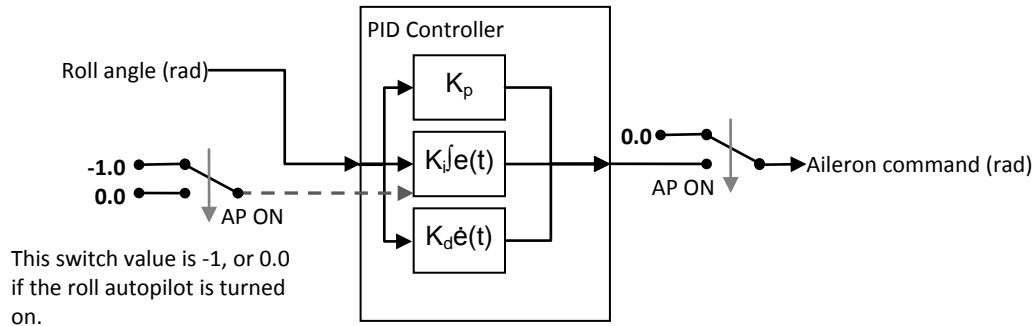 PID Controller
Roll angle (rad)
Kp
Ki∫e(t)
Kdė(t)
-1.0
0.0
AP ON
0.0
AP ON
Aileron command (rad)
This switch value is -1, or 0.0
if the roll autopilot is turned
on.